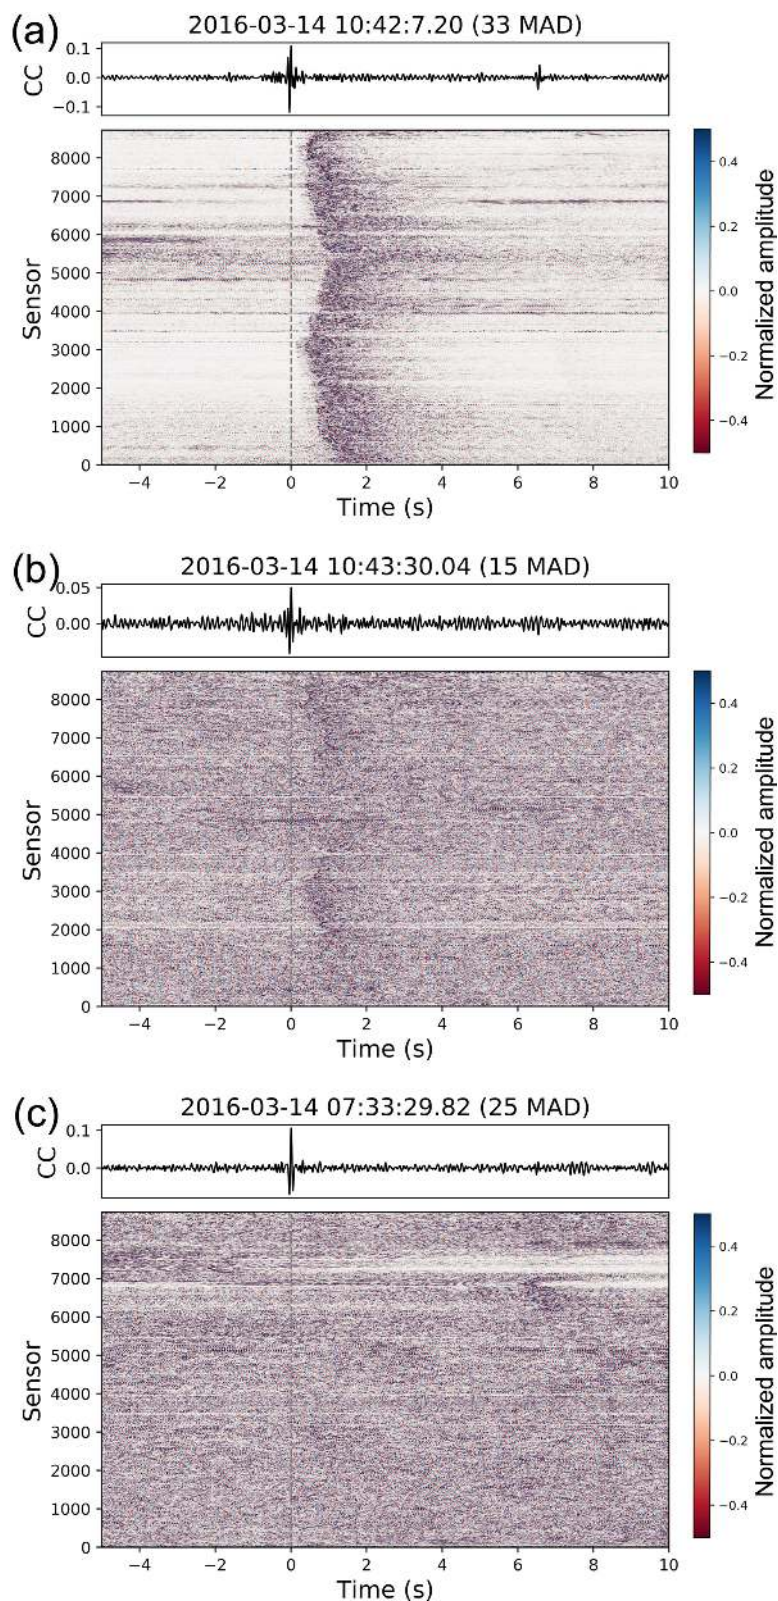 (a)
2016-03-14 10:42:7.20 (33 MAD)
CC
0.1
0.0
−0.1
Sensor
8000
7000
6000
5000
4000
3000
2000
1000
0
−4 −2 0 2 4 6 8 10
Time (s)
0.4
0.2
0.0
−0.2
−0.4
Normalized amplitude
(b)
2016-03-14 10:43:30.04 (15 MAD)
CC
0.05
0.00
Sensor
8000
7000
6000
5000
4000
3000
2000
1000
0
−4 −2 0 2 4 6 8 10
Time (s)
0.4
0.2
0.0
−0.2
−0.4
Normalized amplitude
(c)
2016-03-14 07:33:29.82 (25 MAD)
CC
0.1
0.0
Sensor
8000
7000
6000
5000
4000
3000
2000
1000
0
−4 −2 0 2 4 6 8 10
Time (s)
0.4
0.2
0.0
−0.2
−0.4
Normalized amplitude